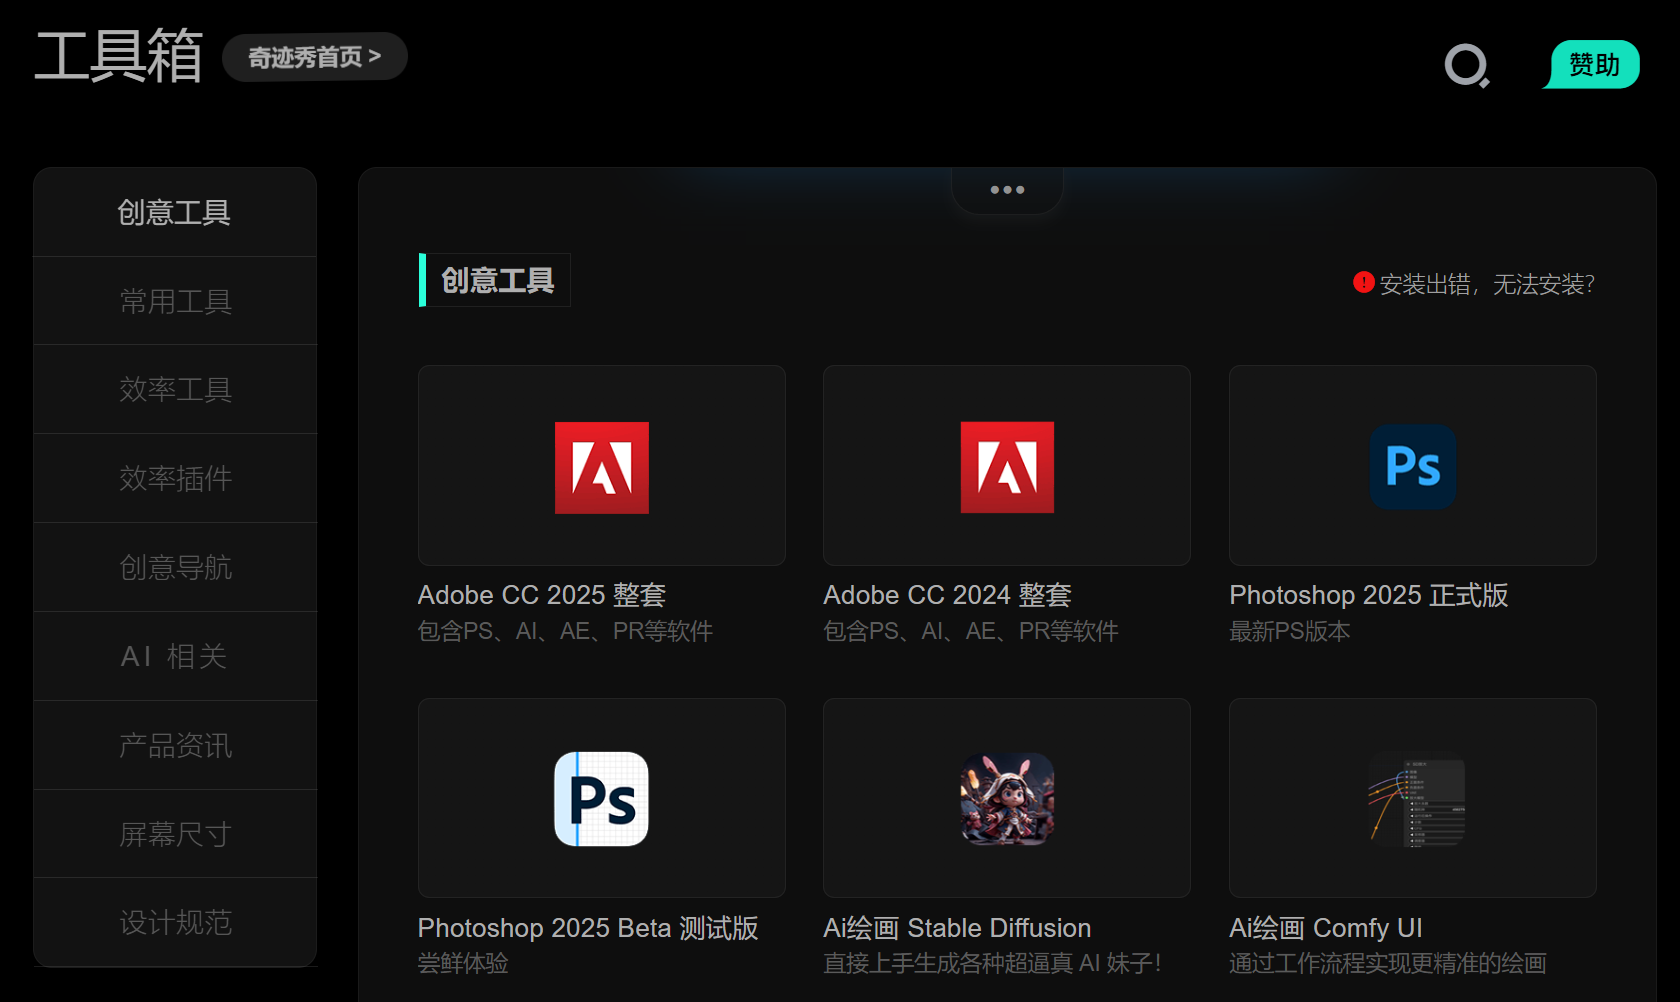 工具箱
奇迹秀首页 >
赞助
创意工具
常用工具
效率工具
效率插件
创意导航
AI 相关
产品资讯
屏幕尺寸
设计规范
创意工具
安装出错，无法安装?
Adobe CC 2025 整套
包含PS、AI、AE、PR等软件
Adobe CC 2024 整套
包含PS、AI、AE、PR等软件
Ps
Photoshop 2025 正式版
最新PS版本
Ps
Photoshop 2025 Beta 测试版
尝鲜体验
Ai绘画 Stable Diffusion
直接上手生成各种超逼真 AI 妹子!
Ai绘画 Comfy UI
通过工作流程实现更精准的绘画